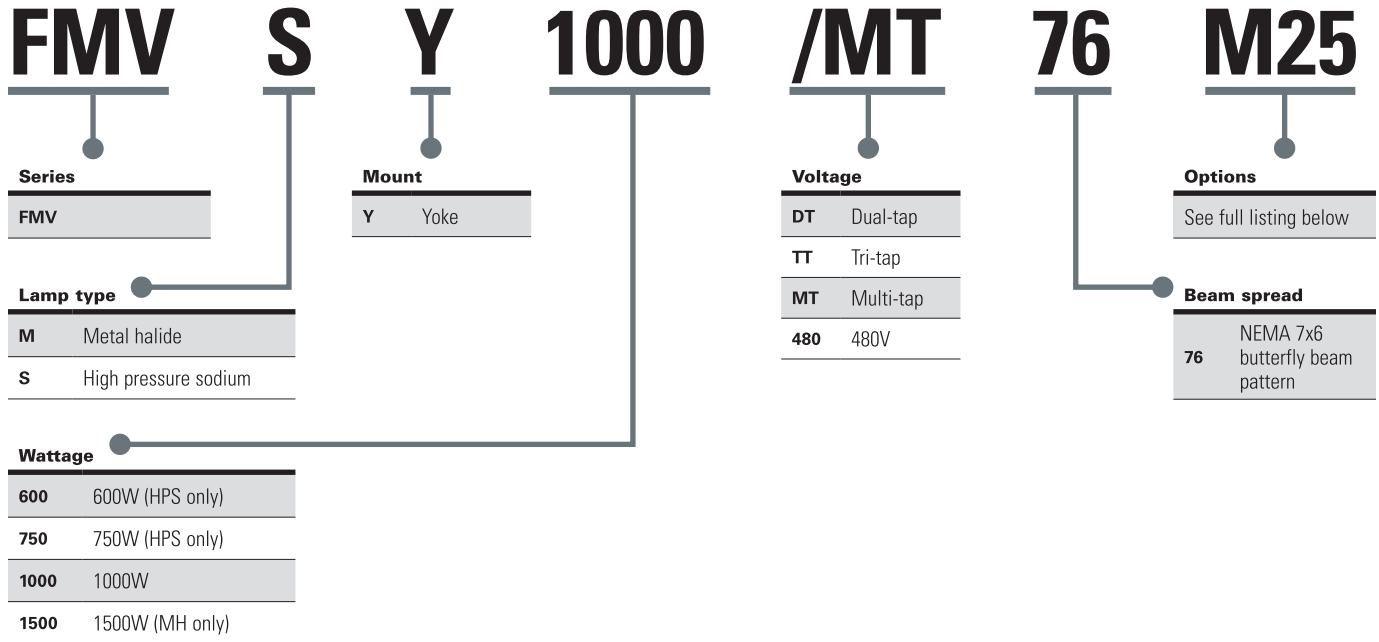 FMV S Y 1000 /MT 76 M25
Series
FMV
Lamp type
M Metal halide
S High pressure sodium
Wattage
600 600W (HPS only)
750 750W (HPS only)
1000 1000W
1500 1500W (MH only)
Mount
Y Yoke
Voltage
DT Dual-tap
TT Tri-tap
MT Multi-tap
480 480V
Options
See full listing below
Beam spread
76 NEMA 7x6
butterfly beam
pattern